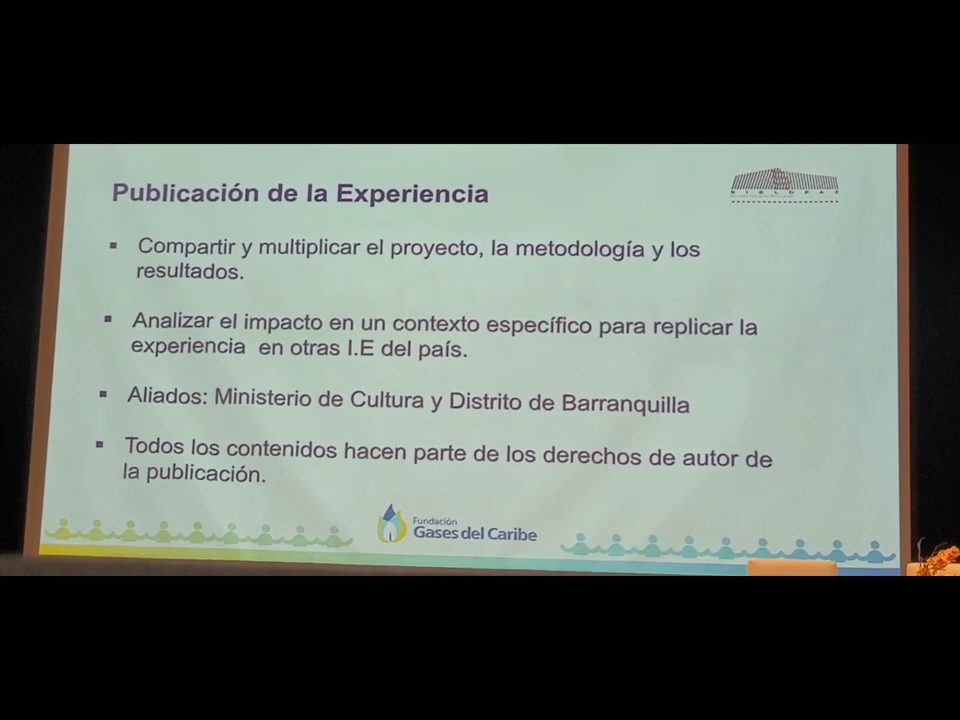 Publicación de la Experiencia
BIBLOPAZ
▪ Compartir y multiplicar el proyecto, la metodología y los
resultados.
▪ Analizar el impacto en un contexto específico para replicar la
experiencia en otras I.E del país.
▪ Aliados: Ministerio de Cultura y Distrito de Barranquilla
▪ Todos los contenidos hacen parte de los derechos de autor de
la publicación.
Fundación
Gases del Caribe